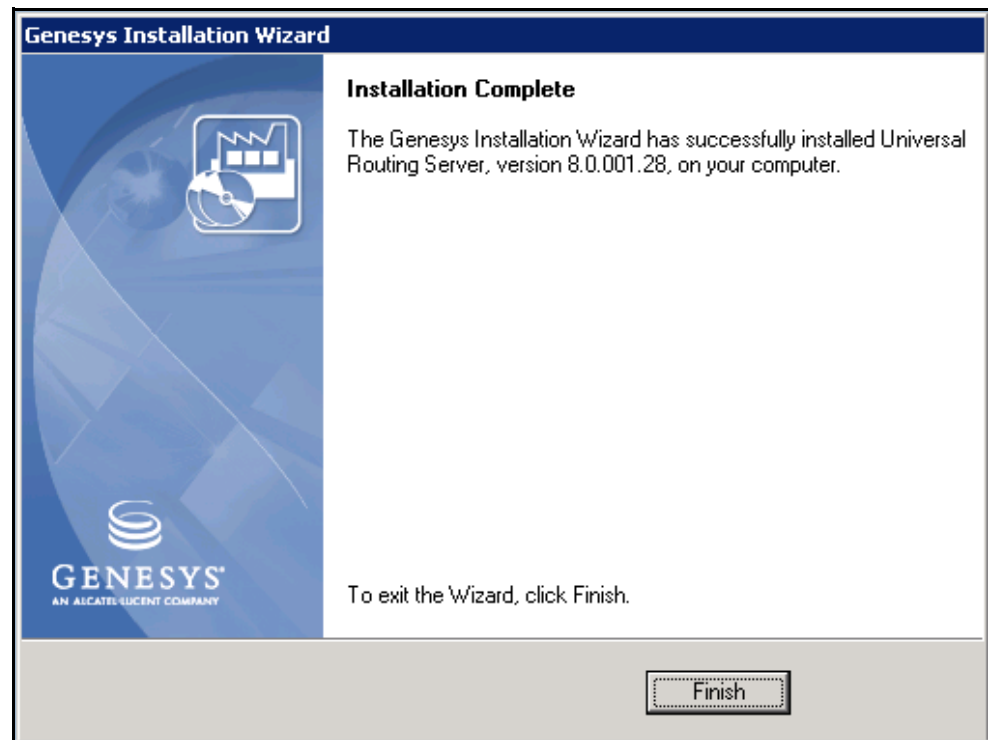 Genesys Installation Wizard
Installation Complete
The Genesys Installation Wizard has successfully installed Universal
Routing Server, version 8.0.001.28, on your computer.
GENESYS
AN ALCATEL-LUCENT COMPANY
To exit the Wizard, click Finish.
Finish